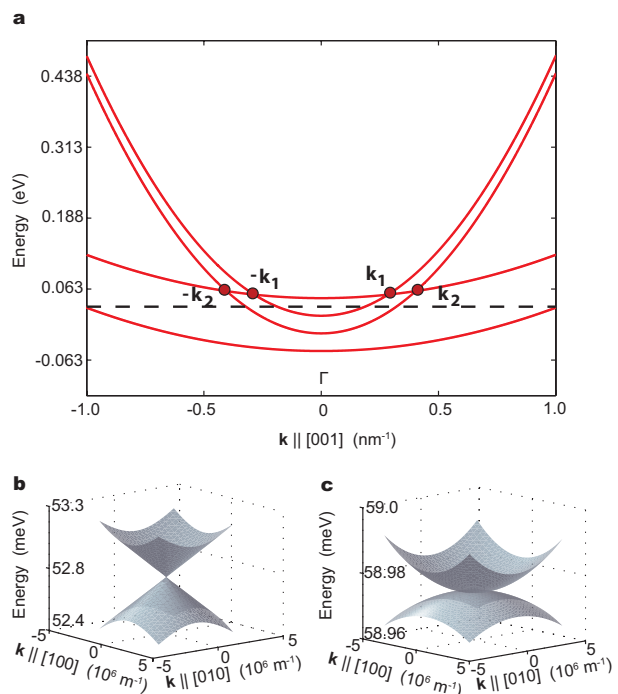 a
Energy (eV)
0.438
0.313
0.188
0.063
-0.063
-k₂
-k₁
k₁
k₂
Γ
-1.0 -0.5 0 0.5 1.0
k || [001] (nm⁻¹)
b
Energy (meV)
53.3
52.8
52.4
-5 0 5
k || [100] (10⁶ m⁻¹)
-5 0 5
k || [010] (10⁶ m⁻¹)
c
Energy (meV)
59.0
58.98
58.96
-5 0 5
k || [100] (10⁶ m⁻¹)
-5 0 5
k || [010] (10⁶ m⁻¹)